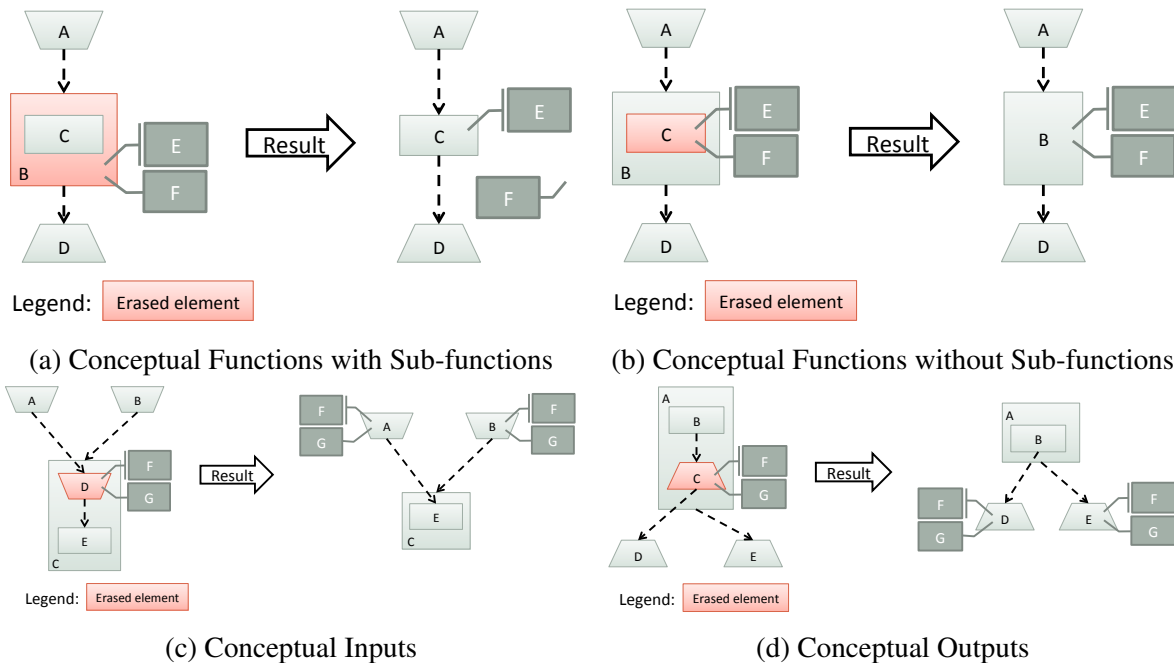 A
C
B
E
F
D
Result
A
C
E
F
D
Legend: Erased element
(a) Conceptual Functions with Sub-functions
A
C
B
E
F
D
Result
A
B
E
F
D
Legend: Erased element
(b) Conceptual Functions without Sub-functions
A
B
D
F
G
E
C
Result
F
G
A
B
F
G
E
C
Legend: Erased element
(c) Conceptual Inputs
A
B
C
F
G
D
E
Result
A
B
F
G
D
E
F
G
Legend: Erased element
(d) Conceptual Outputs